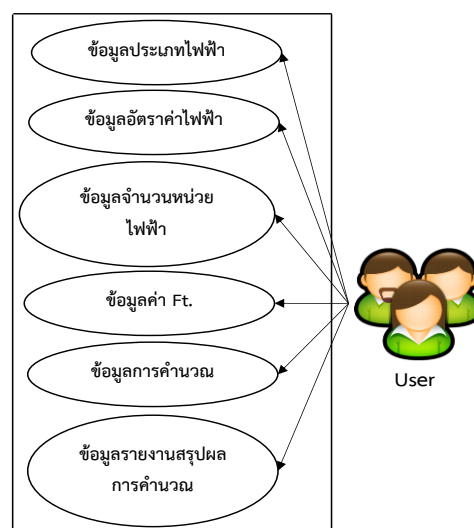 ข้อมูลประเภทไฟฟ้า
ข้อมูลอัตราค่าไฟฟ้า
ข้อมูลจำนวนหน่วย
ไฟฟ้า
ข้อมูลค่า Ft.
ข้อมูลการคำนวณ
ข้อมูลรายงานสรุปผล
การคำนวณ
User